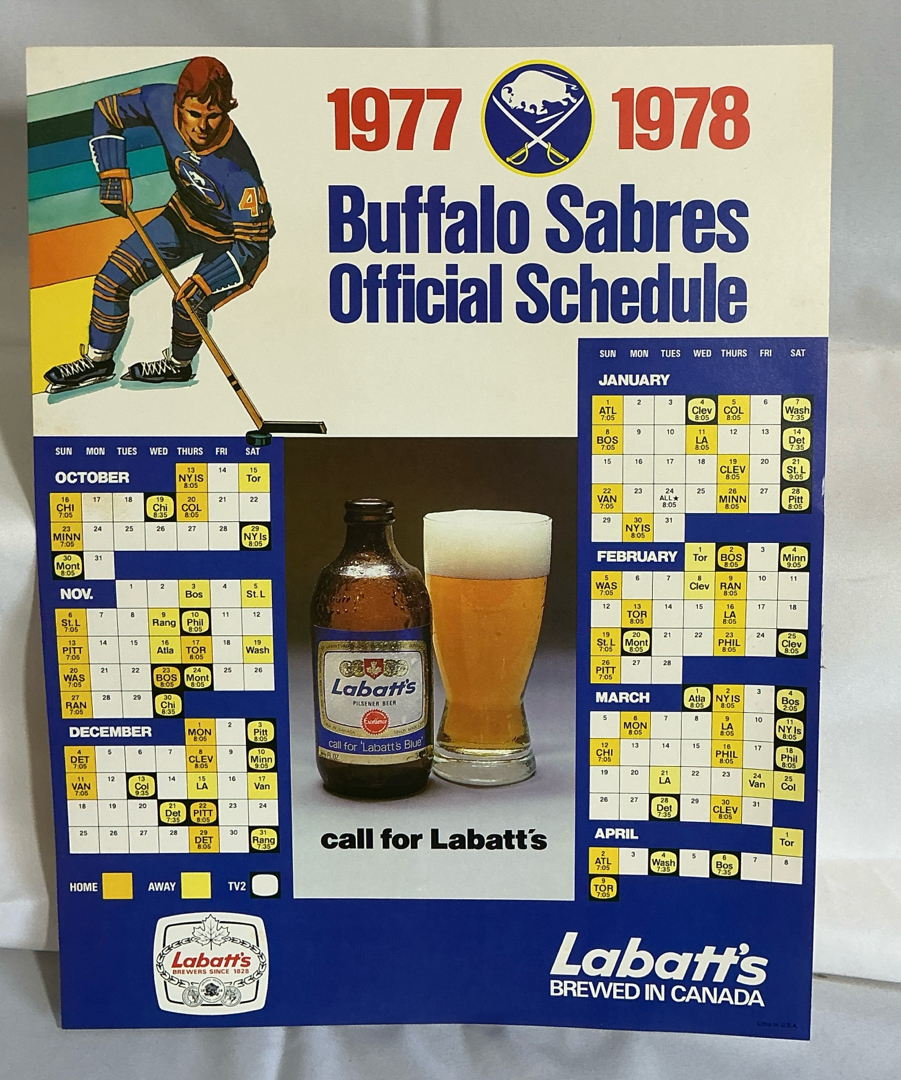 1977 1978
Buffalo Sabres
Official Schedule
4
SUN MON TUES WED THURS FRI SAT
OCTOBER
13 NYIS 8:05 14 15 Tor
16 CHI 7:05 17 18 19 Chi 8:35 20 COL 8:05 21 22
23 MINN 7:05 24 25 26 27 28 29 NY Is 8:05
30 Mont 8:05 31
NOV.
1 2 3 Bos 4 5 St.L
6 St.L 7:05 7 8 9 Rang 10 Phil 8:05 11 12
13 PITT 7:05 14 15 16 Atla 17 TOR 8:05 18 19 Wash
20 WAS 7:05 21 22 23 BOS 8:05 24 Mont 8:05 25 26
27 RAN 7:05 28 29 30 Chi 8:35
DECEMBER
1 MON 8:05 2 3 Pitt 8:05
4 DET 7:05 5 6 7 8 CLEV 8:05 9 10 Minn 9:05
11 VAN 7:05 12 13 Col 9:35 14 15 LA 16 17 Van
18 19 20 21 Det 7:35 22 PITT 8:05 23 24
25 26 27 28 29 DET 8:05 30 31 Rang 7:35
HOME AWAY TV2
Labatt's
BREWERS SINCE 1828
Labatt's
PILSENER BEER
Excellence
call for 'Labatt's Blue'
call for Labatt's
SUN MON TUES WED THURS FRI SAT
JANUARY
1 ATL 7:05 2 3 4 Clev 8:05 5 COL 8:05 6 7 Wash 7:35
8 BOS 7:05 9 10 11 LA 8:05 12 13 14 Det 7:35
15 16 17 18 19 CLEV 8:05 20 21 St.L 9:05
22 VAN 7:05 23 24 ALL★ 8:05 25 26 MINN 8:05 27 28 Pitt 8:05
29 30 NY IS 8:05 31
FEBRUARY
1 Tor 2 BOS 8:05 3 4 Minn 9:05
5 WAS 7:05 6 7 8 Clev 9 RAN 8:05 10 11
12 13 TOR 8:05 14 15 16 LA 8:05 17 18
19 St.L 7:05 20 Mont 8:05 21 22 23 PHIL 8:05 24 25 Clev 8:05
26 PITT 7:05 27 28
MARCH
1 Atla 8:05 2 NY IS 8:05 3 4 Bos 2:05
5 6 MON 8:05 7 8 9 LA 8:05 10 11 NY Is 8:05
12 CHI 7:05 13 14 15 16 PHIL 8:05 17 18 Phil 8:05
19 20 21 LA 22 23 24 Van 25 Col
26 27 28 Det 7:35 29 30 CLEV 8:05 31
APRIL
1 Tor
2 ATL 7:05 3 4 Wash 7:35 5 6 Bos 7:35 7 8
9 TOR 7:05
Labatt's
BREWED IN CANADA